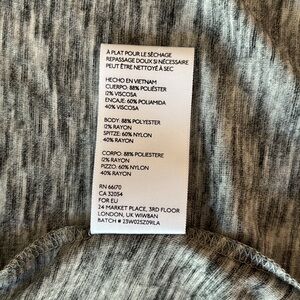 À PLAT POUR LE SÉCHAGE
REPASSAGE DOUX SI NÉCESSAIRE
PEUT ÊTRE NETTOYÉ À SEC
HECHO EN VIETNAM
CUERPO: 88% POLIÉSTER
12% VISCOSA
ENCAJE: 60% POLIAMIDA
40% VISCOSA
BODY: 88% POLYESTER
12% RAYON
SPITZE: 60% NYLON
40% RAYON
CORPO: 88% POLIESTERE
12% RAYON
PIZZO: 60% NYLON
40% RAYON
RN 66170
CA 32054
FOR EU
24 MARKET PLACE, 3RD FLOOR
LONDON, UK W1W8AN
BATCH # 23W02SZ09ILA